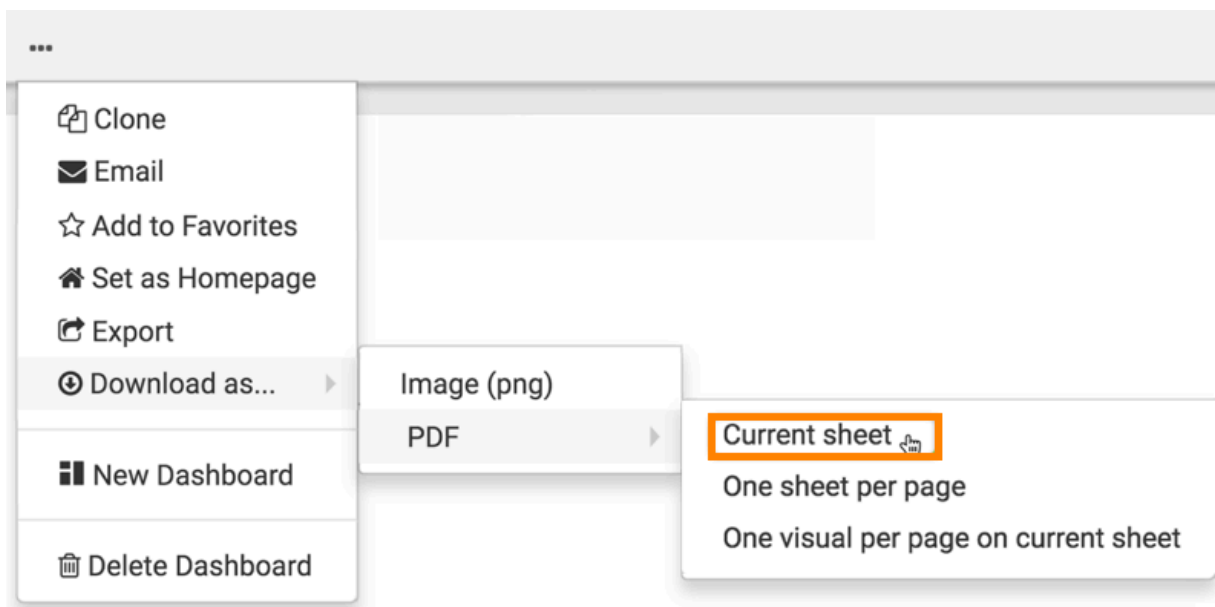 Clone
Email
Add to Favorites
Set as Homepage
Export
Download as...
Image (png)
PDF
Current sheet
One sheet per page
One visual per page on current sheet
New Dashboard
Delete Dashboard